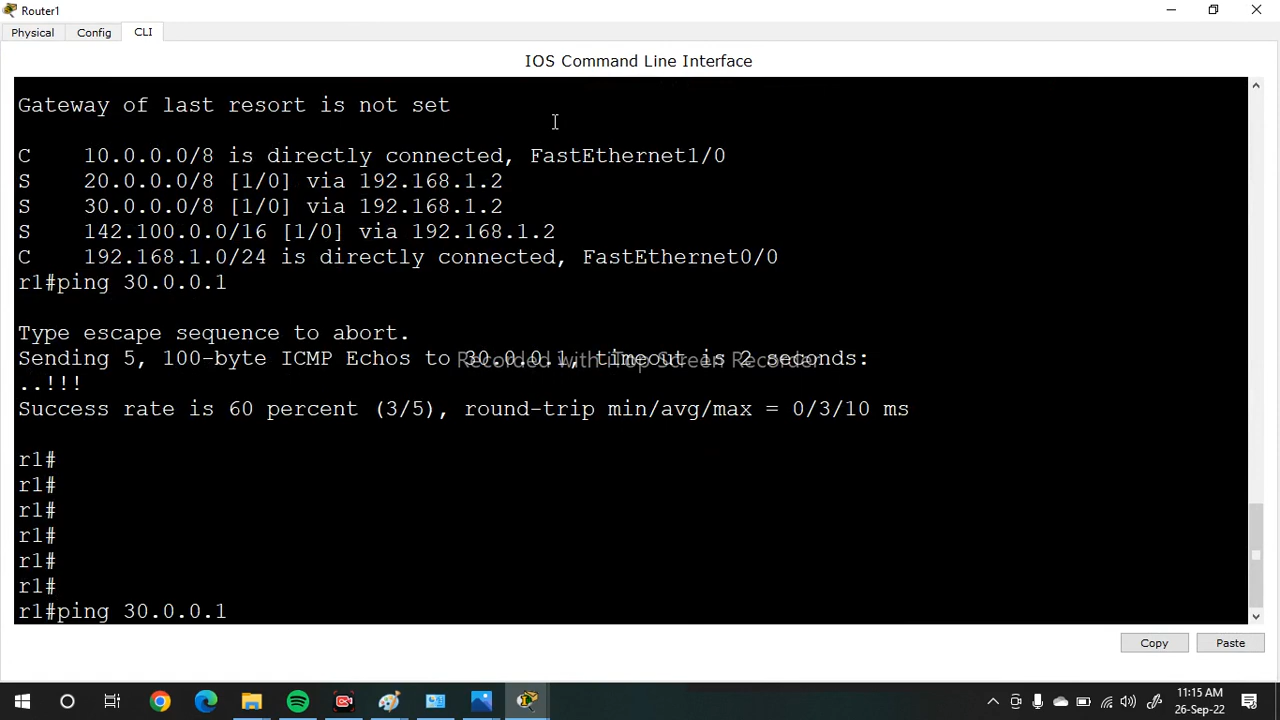 Router1
Physical Config CLI
IOS Command Line Interface
Gateway of last resort is not set
C    10.0.0.0/8 is directly connected, FastEthernet1/0
S    20.0.0.0/8 [1/0] via 192.168.1.2
S    30.0.0.0/8 [1/0] via 192.168.1.2
S    142.100.0.0/16 [1/0] via 192.168.1.2
C    192.168.1.0/24 is directly connected, FastEthernet0/0
r1#ping 30.0.0.1
Type escape sequence to abort.
Sending 5, 100-byte ICMP Echos to 30.0.0.1, timeout is 2 seconds:
Recorded with iTop Screen Recorder
..!!!
Success rate is 60 percent (3/5), round-trip min/avg/max = 0/3/10 ms
r1#
r1#
r1#
r1#
r1#
r1#
r1#ping 30.0.0.1
Copy Paste
11:15 AM
26-Sep-22